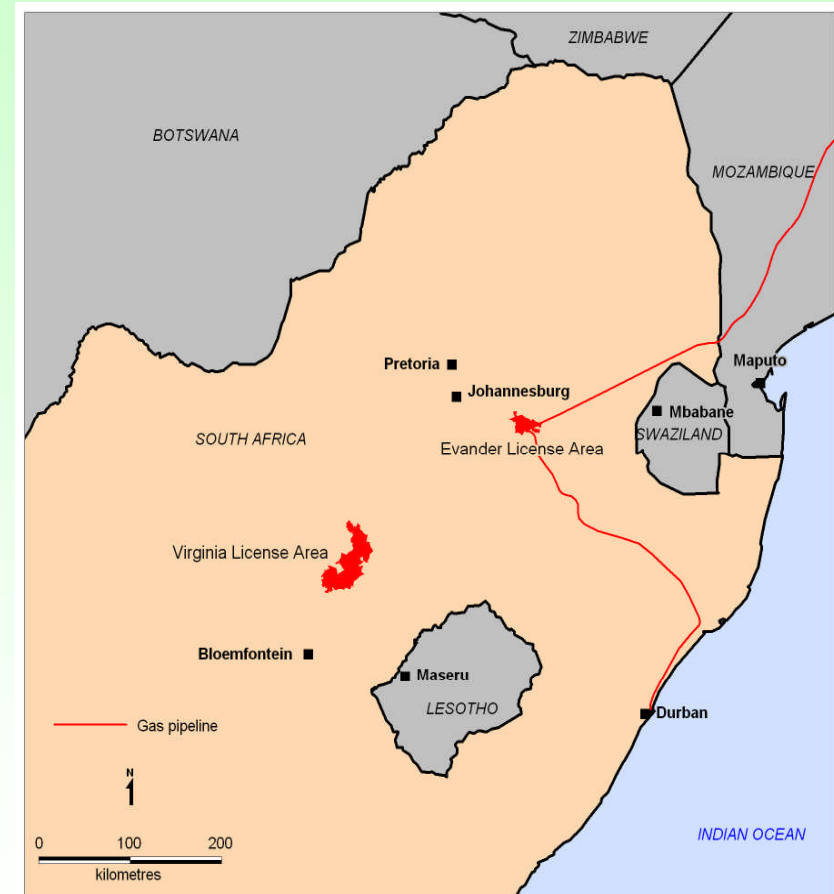 ZIMBABWE
BOTSWANA
MOZAMBIQUE
Pretoria
Maputo
Johannesburg
Mbabane
SOUTH AFRICA
SWAZILAND
Evander License Area
Virginia License Area
Bloemfontein
Maseru
LESOTHO
Durban
Gas pipeline
N
INDIAN OCEAN
0 100 200
kilometres